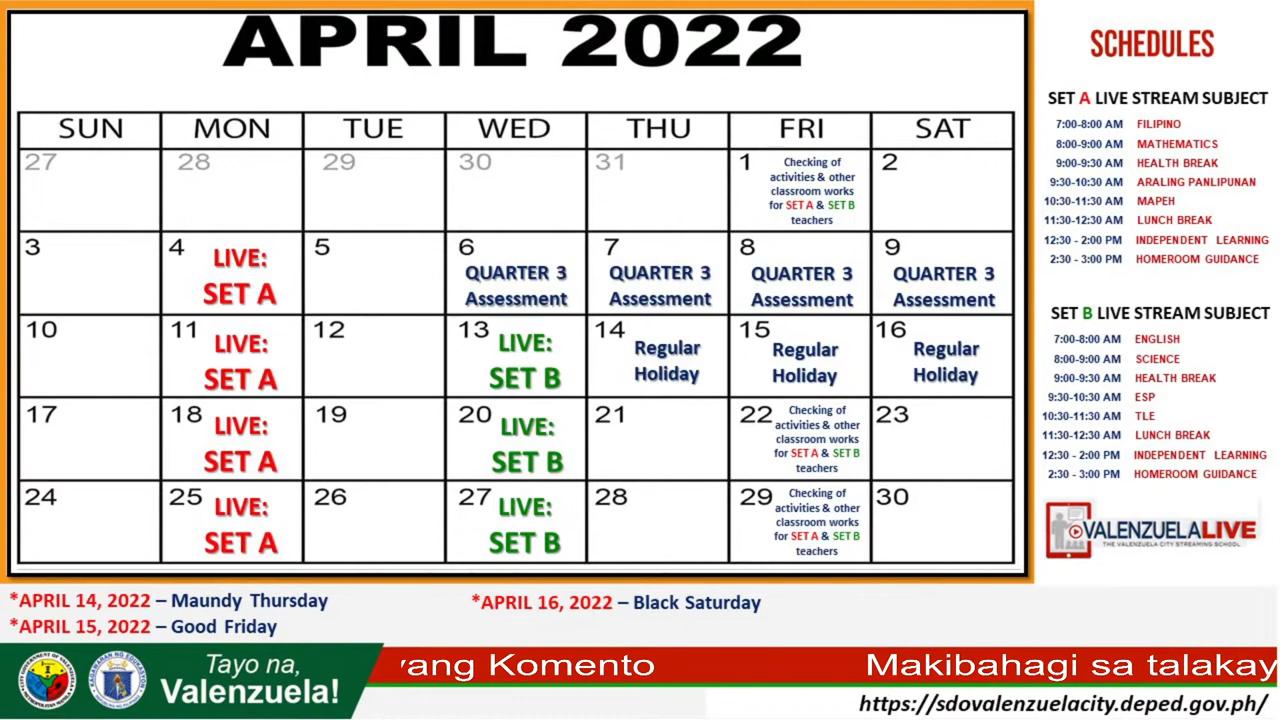 APRIL 2022
SUN MON TUE WED THU FRI SAT
27 28 29 30 31 1 2
Checking of
activities & other
classroom works
for SET A & SET B
teachers
3 4 5 6 7 8 9
LIVE:
SET A
QUARTER 3
Assessment
QUARTER 3
Assessment
QUARTER 3
Assessment
QUARTER 3
Assessment
10 11 12 13 14 15 16
LIVE:
SET A
LIVE:
SET B
Regular
Holiday
Regular
Holiday
Regular
Holiday
17 18 19 20 21 22 23
LIVE:
SET A
LIVE:
SET B
Checking of
activities & other
classroom works
for SET A & SET B
teachers
24 25 26 27 28 29 30
LIVE:
SET A
LIVE:
SET B
Checking of
activities & other
classroom works
for SET A & SET B
teachers
SCHEDULES
SET A LIVE STREAM SUBJECT
7:00-8:00 AM FILIPINO
8:00-9:00 AM MATHEMATICS
9:00-9:30 AM HEALTH BREAK
9:30-10:30 AM ARALING PANLIPUNAN
10:30-11:30 AM MAPEH
11:30-12:30 AM LUNCH BREAK
12:30 - 2:00 PM INDEPENDENT LEARNING
2:30 - 3:00 PM HOMEROOM GUIDANCE
SET B LIVE STREAM SUBJECT
7:00-8:00 AM ENGLISH
8:00-9:00 AM SCIENCE
9:00-9:30 AM HEALTH BREAK
9:30-10:30 AM ESP
10:30-11:30 AM TLE
11:30-12:30 AM LUNCH BREAK
12:30 - 2:00 PM INDEPENDENT LEARNING
2:30 - 3:00 PM HOMEROOM GUIDANCE
VALENZUELALIVE
THE VALENZUELA CITY STREAMING SCHOOL
*APRIL 14, 2022 – Maundy Thursday
*APRIL 16, 2022 – Black Saturday
*APRIL 15, 2022 – Good Friday
Tayo na,
Valenzuela!
yang Komento Makibahagi sa talakay
https://sdovalenzuelacity.deped.gov.ph/